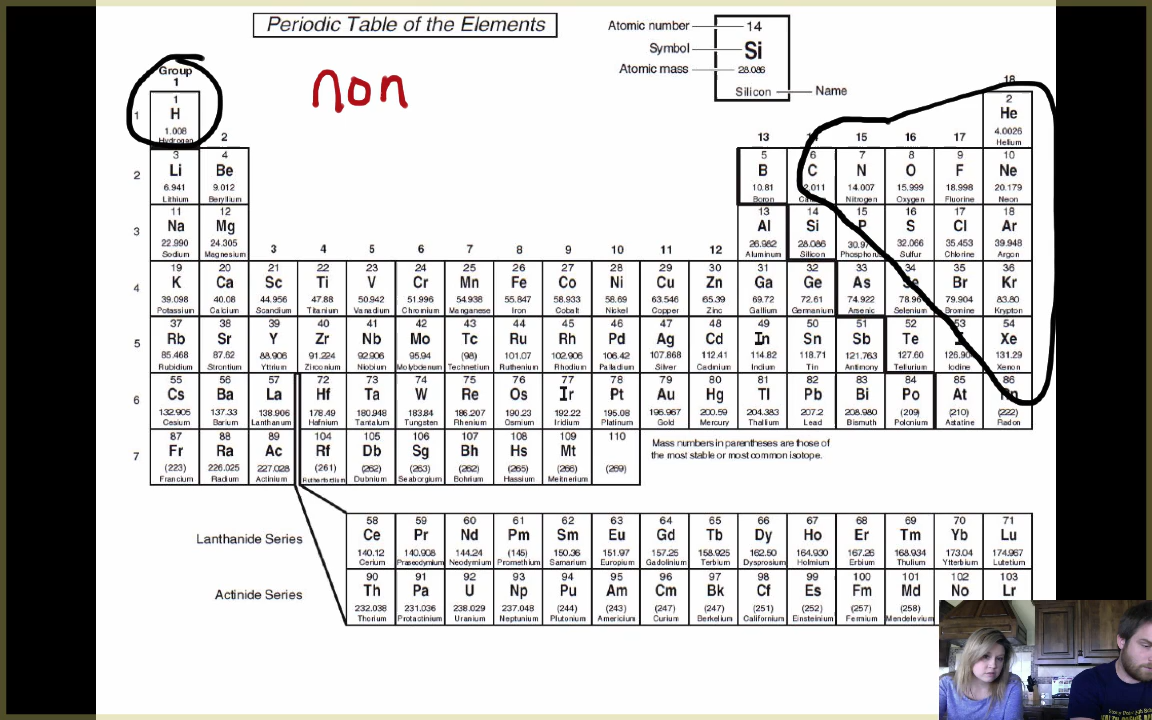 Periodic Table of the Elements
Atomic number 14
Symbol Si
Atomic mass 28.086
Silicon Name
non
Group
1 18
1 1 2
H He
1.008 4.0026
Hydrogen 2 13 15 16 17 Helium
2 3 4 5 6 7 8 9 10
Li Be B C N O F Ne
6.941 9.012 10.81 14.007 15.999 18.998 20.179
Lithium Beryllium Boron Nitrogen Oxygen Fluorine Neon
3 11 12 13 14 15 16 17 18
Na Mg Al Si P S Cl Ar
22.990 24.305 26.982 28.086 32.066 35.453 39.948
Sodium Magnesium 3 4 5 6 7 8 9 10 11 12 Aluminum Silicon Sulfur Chlorine Argon
4 19 20 21 22 23 24 25 26 27 28 29 30 31 32 33 34 35 36
K Ca Sc Ti V Cr Mn Fe Co Ni Cu Zn Ga Ge As Se Br Kr
39.098 40.08 44.956 47.88 50.942 51.996 54.938 55.847 58.933 58.69 63.546 65.39 69.72 72.61 74.922 78.96 79.904 83.80
Potassium Calcium Scandium Titanium Vanadium Chromium Manganese Iron Cobalt Nickel Copper Zinc Gallium Germanium Arsenic Selenium Bromine Krypton
5 37 38 39 40 41 42 43 44 45 46 47 48 49 50 51 52 53 54
Rb Sr Y Zr Nb Mo Tc Ru Rh Pd Ag Cd In Sn Sb Te I Xe
85.468 87.62 88.906 91.224 92.906 95.94 (98) 101.07 102.906 106.42 107.868 112.41 114.82 118.71 121.763 127.60 131.29
Rubidium Strontium Yttrium Zirconium Niobium Molybdenum Technetium Ruthenium Rhodium Palladium Silver Cadmium Indium Tin Antimony Tellurium Iodine Xenon
6 55 56 57 72 73 74 75 76 77 78 79 80 81 82 83 84 85 86
Cs Ba La Hf Ta W Re Os Ir Pt Au Hg Tl Pb Bi Po At Rn
132.905 137.33 138.906 178.49 180.948 183.84 186.207 190.23 192.22 195.08 196.967 200.59 204.383 207.2 208.980 (209) (210) (222)
Cesium Barium Lanthanum Hafnium Tantalum Tungsten Rhenium Osmium Iridium Platinum Gold Mercury Thallium Lead Bismuth Polonium Astatine Radon
7 87 88 89 104 105 106 107 108 109 110
Fr Ra Ac Rf Db Sg Bh Hs Mt
(223) 226.025 227.028 (261) (262) (263) (262) (265) (266) (269)
Francium Radium Actinium Rutherfordium Dubnium Seaborgium Bohrium Hassium Meitnerium
Mass numbers in parentheses are those of
the most stable or most common isotope.
58 59 60 61 62 63 64 65 66 67 68 69 70 71
Lanthanide Series Ce Pr Nd Pm Sm Eu Gd Tb Dy Ho Er Tm Yb Lu
140.12 140.908 144.24 (145) 150.36 151.97 157.25 158.925 162.50 164.930 167.26 168.934 173.04 174.967
Cerium Praseodymium Neodymium Promethium Samarium Europium Gadolinium Terbium Dysprosium Holmium Erbium Thulium Ytterbium Lutetium
90 91 92 93 94 95 96 97 98 99 100 101 102 103
Actinide Series Th Pa U Np Pu Am Cm Bk Cf Es Fm Md No Lr
232.038 231.036 238.029 237.048 (244) (243) (247) (247) (251) (252) (257) (258)
Thorium Protactinium Uranium Neptunium Plutonium Americium Curium Berkelium Californium Einsteinium Fermium Mendelevium